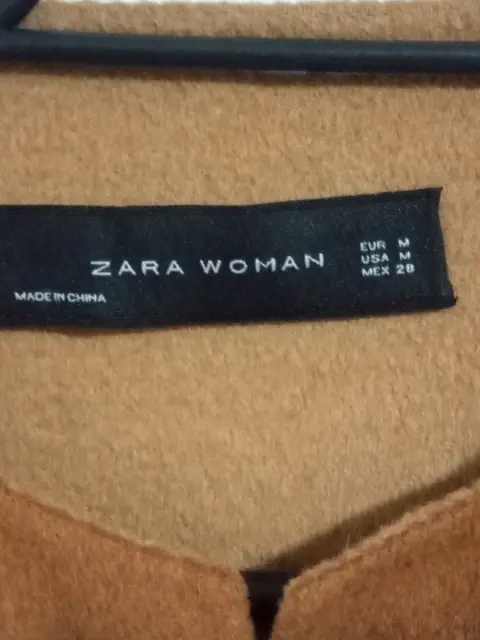 ZARA WOMAN
EUR M
USA M
MEX 28
MADE IN CHINA